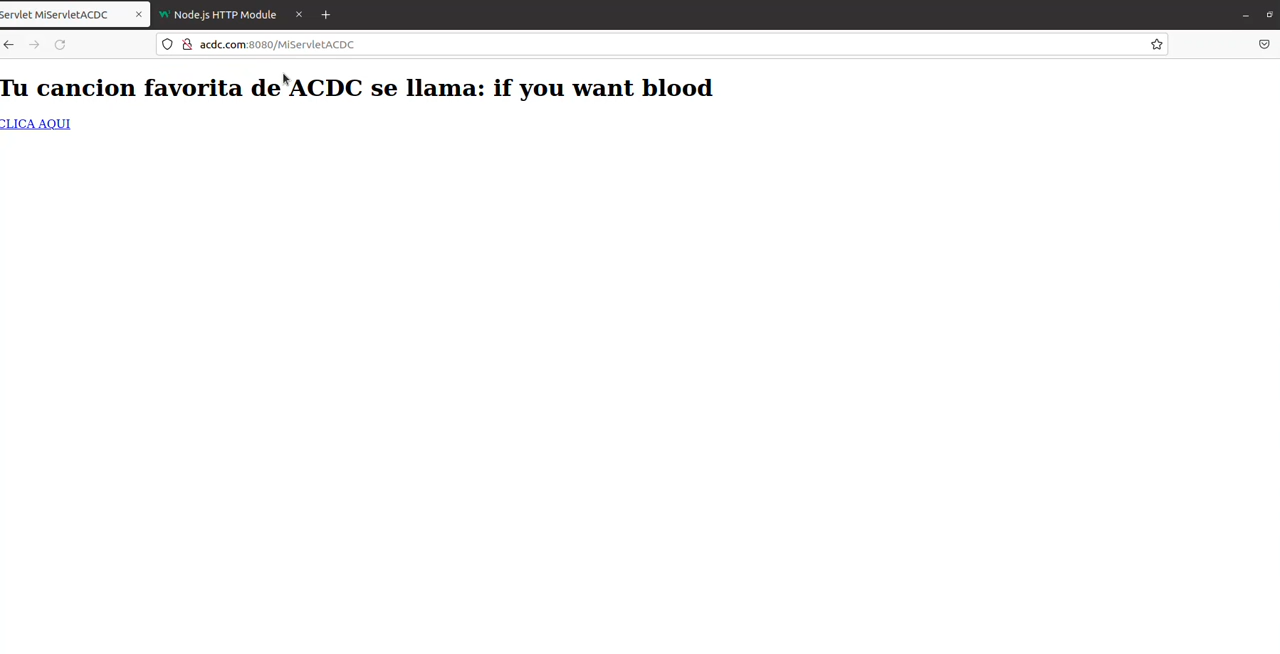 Servlet MiServletACDC
Node.js HTTP Module
acdc.com:8080/MiServletACDC
Tu cancion favorita de ACDC se llama: if you want blood
CLICA AQUI